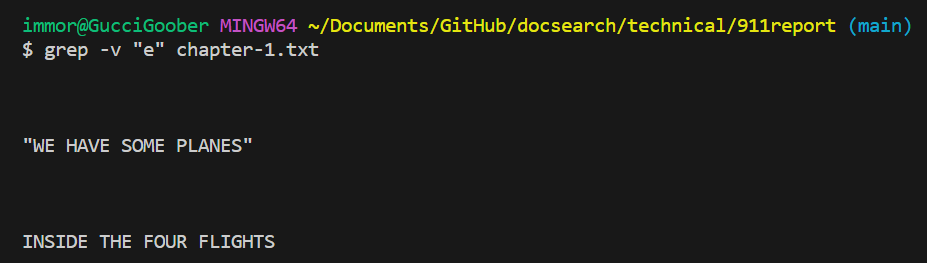 immor@GucciGoober MINGW64 ~/Documents/GitHub/docsearch/technical/911report (main)
$ grep -v "e" chapter-1.txt
"WE HAVE SOME PLANES"
INSIDE THE FOUR FLIGHTS